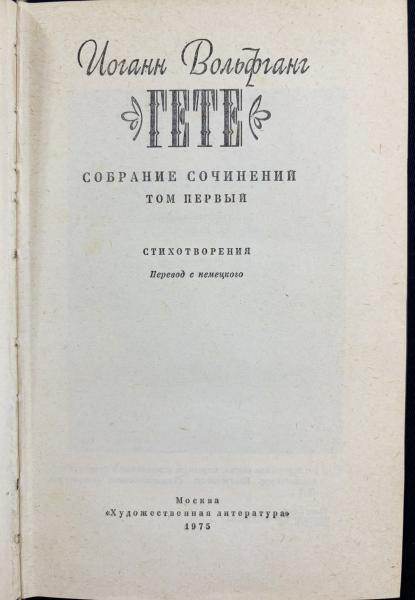 Иоганн Вольфганг
ГЕТЕ
СОБРАНИЕ СОЧИНЕНИЙ
ТОМ ПЕРВЫЙ
СТИХОТВОРЕНИЯ
Перевод с немецкого
Москва
«Художественная литература»
1975